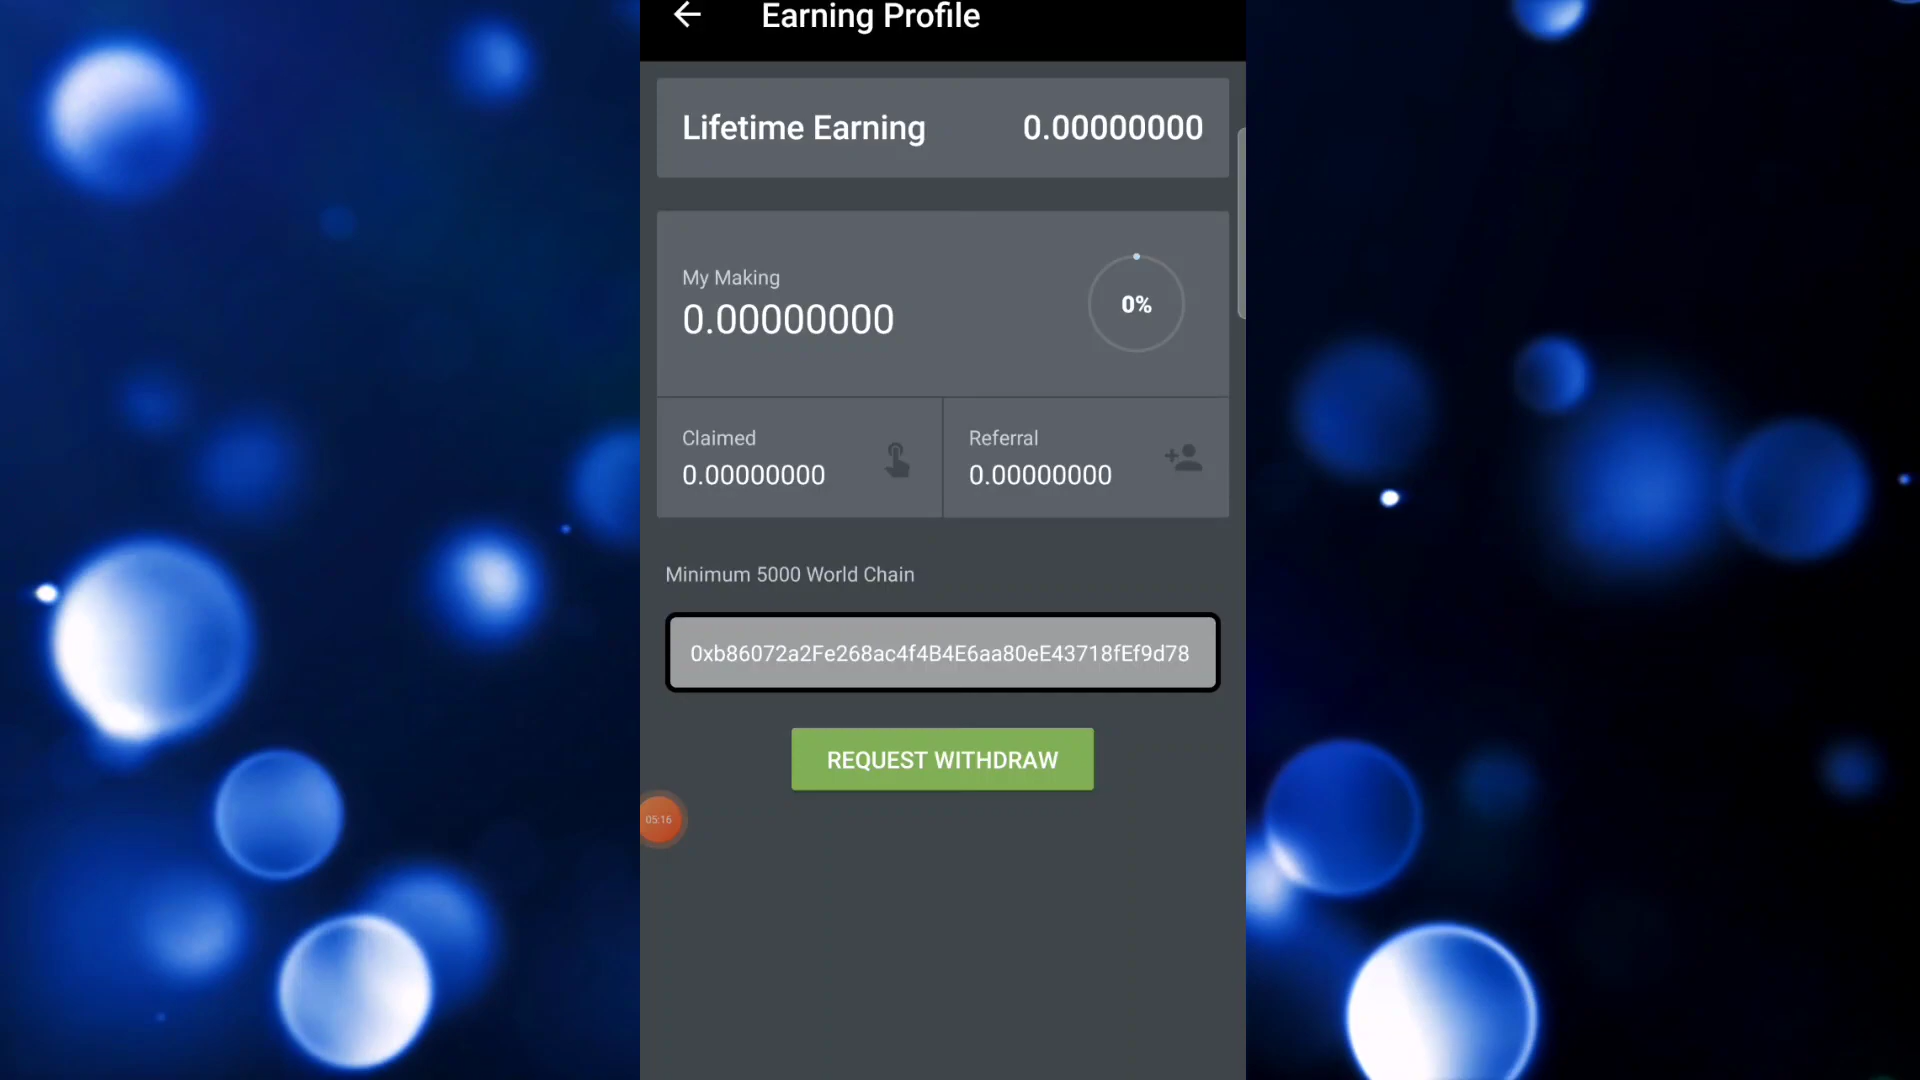 Earning Profile
Lifetime Earning 0.00000000
My Making
0.00000000
0%
Claimed
0.00000000
Referral
0.00000000
Minimum 5000 World Chain
0xb86072a2Fe268ac4f4B4E6aa80eE43718fEf9d78
REQUEST WITHDRAW
05:16